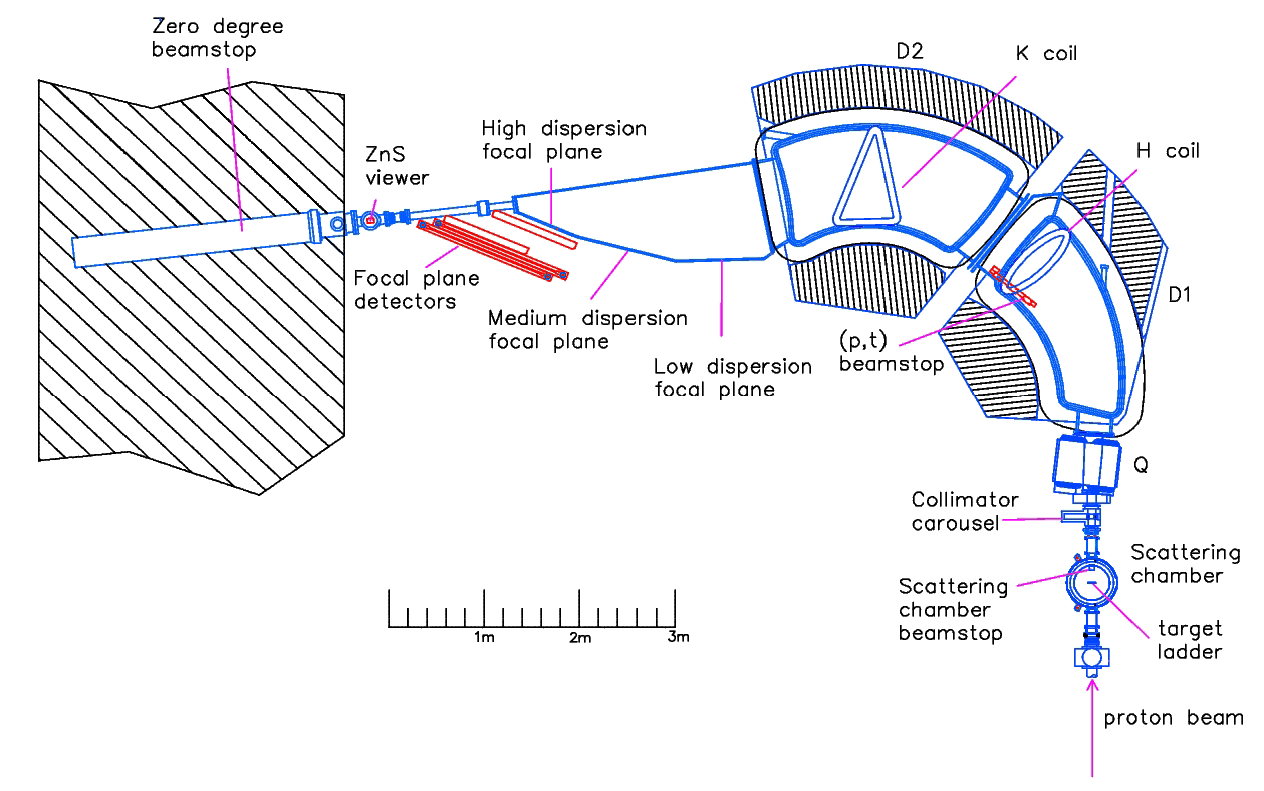 Zero degree
beamstop
D2
K coil
High dispersion
focal plane
ZnS
viewer
H coil
Focal plane
detectors
D1
Medium dispersion
focal plane
(p,t)
beamstop
Low dispersion
focal plane
Q
Collimator
carousel
Scattering
chamber
Scattering
chamber
beamstop
target
ladder
1m
2m
3m
proton beam